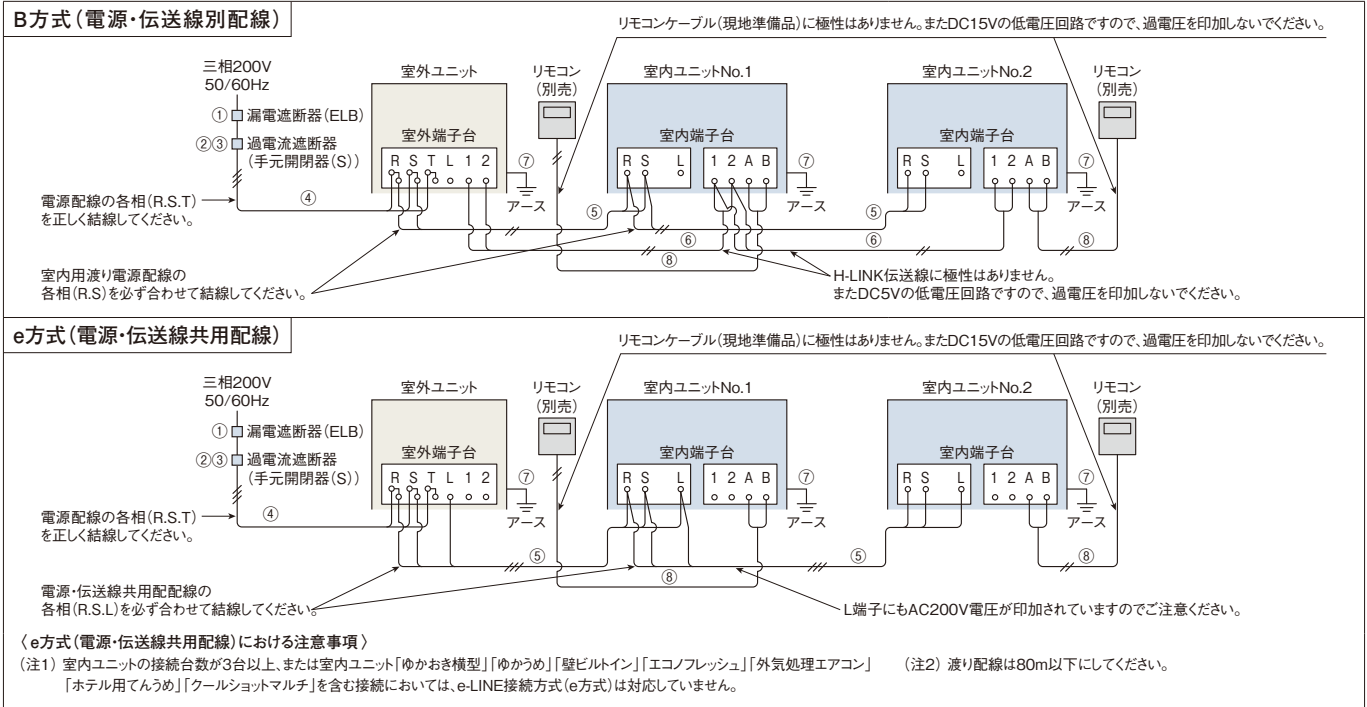 B方式(電源・伝送線別配線)
リモコンケーブル(現地準備品)に極性はありません。またDC15Vの低電圧回路ですので、過電圧を印加しないでください。
三相200V
50/60Hz
室外ユニット
リモコン
(別売)
室内ユニットNo.1
室内ユニットNo.2
リモコン
(別売)
① 漏電遮断器(ELB)
②③ 過電流遮断器
(手元開閉器(S))
室外端子台
R S T L 1 2
⑦
アース
室内端子台
R S L 1 2 A B
⑦
アース
室内端子台
R S L 1 2 A B
⑦
アース
電源配線の各相(R.S.T)
を正しく結線してください。
④
⑤
⑤
⑥
⑥
⑧
⑧
室内用渡り電源配線の
各相(R.S)を必ず合わせて結線してください。
H-LINK伝送線に極性はありません。
またDC5Vの低電圧回路ですので、過電圧を印加しないでください。
e方式(電源・伝送線共用配線)
リモコンケーブル(現地準備品)に極性はありません。またDC15Vの低電圧回路ですので、過電圧を印加しないでください。
三相200V
50/60Hz
室外ユニット
リモコン
(別売)
室内ユニットNo.1
室内ユニットNo.2
リモコン
(別売)
① 漏電遮断器(ELB)
②③ 過電流遮断器
(手元開閉器(S))
室外端子台
R S T L 1 2
⑦
アース
室内端子台
R S L 1 2 A B
⑦
アース
室内端子台
R S L 1 2 A B
⑦
アース
電源配線の各相(R.S.T)
を正しく結線してください。
④
⑤
⑤
⑧
⑧
電源・伝送線共用配配線の
各相(R.S.L)を必ず合わせて結線してください。
L端子にもAC200V電圧が印加されていますのでご注意ください。
〈e方式(電源・伝送線共用配線)における注意事項〉
(注1) 室内ユニットの接続台数が3台以上、または室内ユニット「ゆかおき横型」「ゆかうめ」「壁ビルトイン」「エコノフレッシュ」「外気処理エアコン」
「ホテル用てんうめ」「クールショットマルチ」を含む接続においては、e-LINE接続方式(e方式)は対応していません。
(注2) 渡り配線は80m以下にしてください。